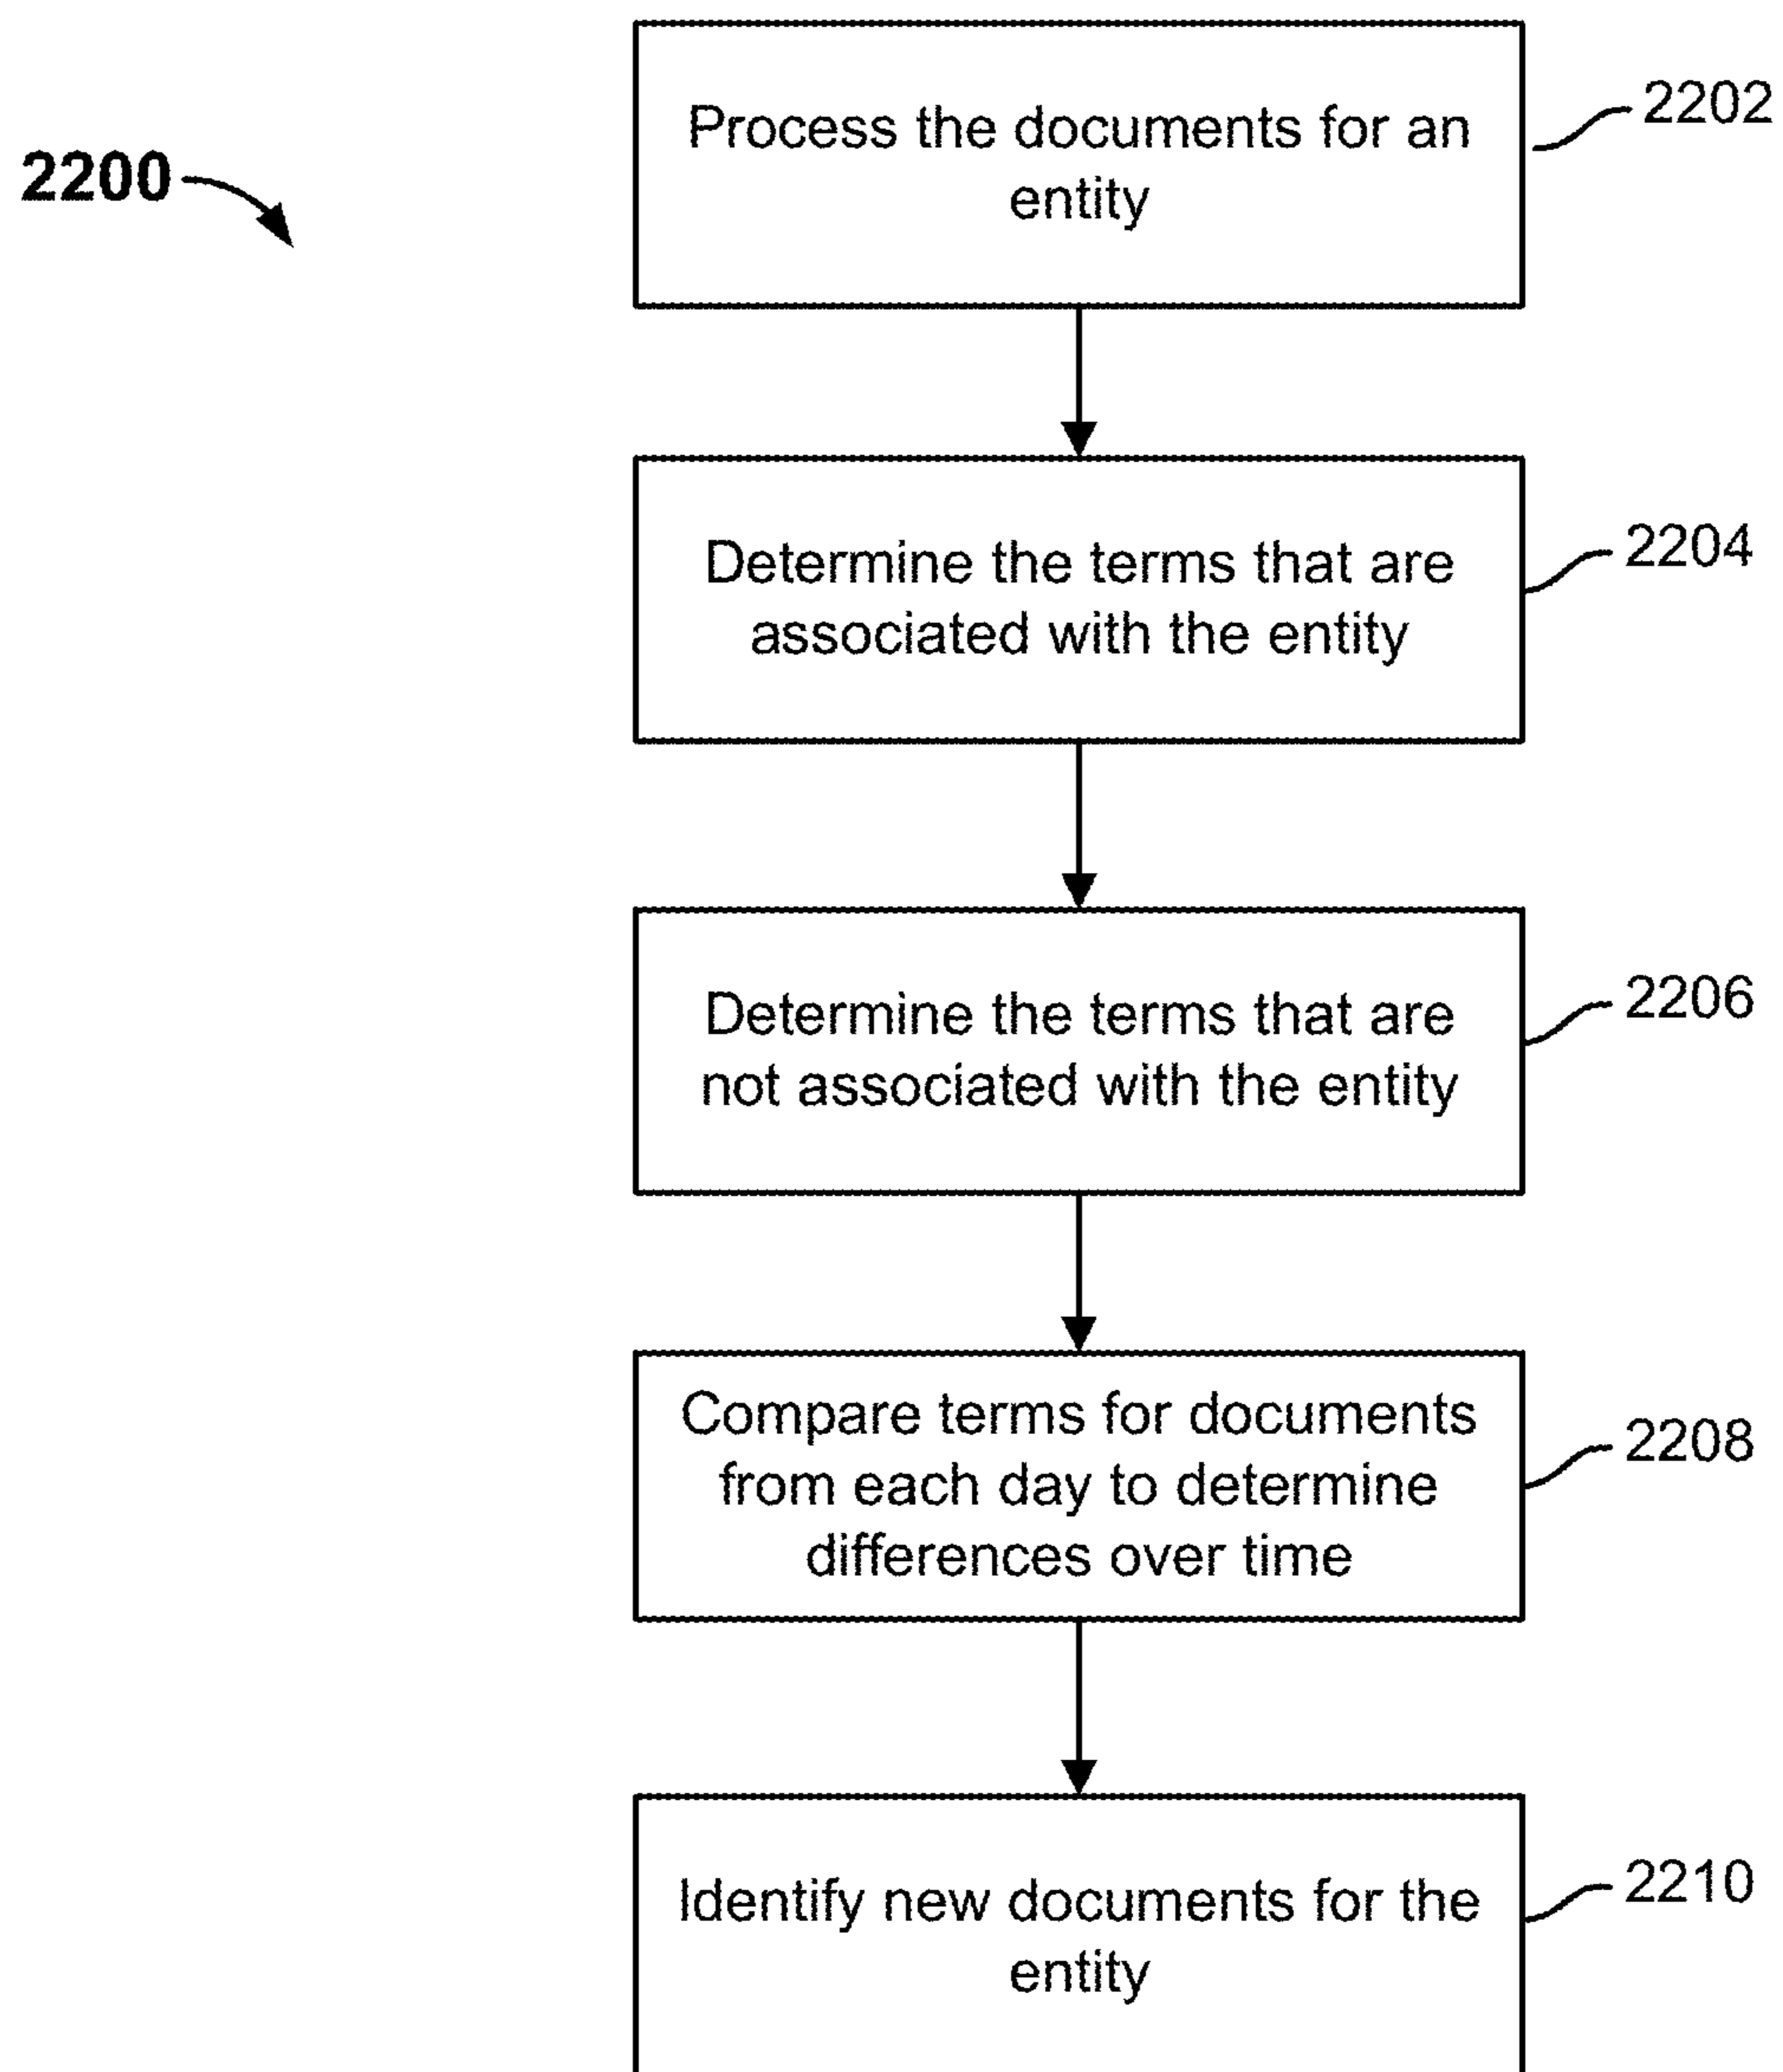 2200
Process the documents for an
entity
2202
Determine the terms that are
associated with the entity
2204
Determine the terms that are
not associated with the entity
2206
Compare terms for documents
from each day to determine
differences over time
2208
Identify new documents for the
entity
2210